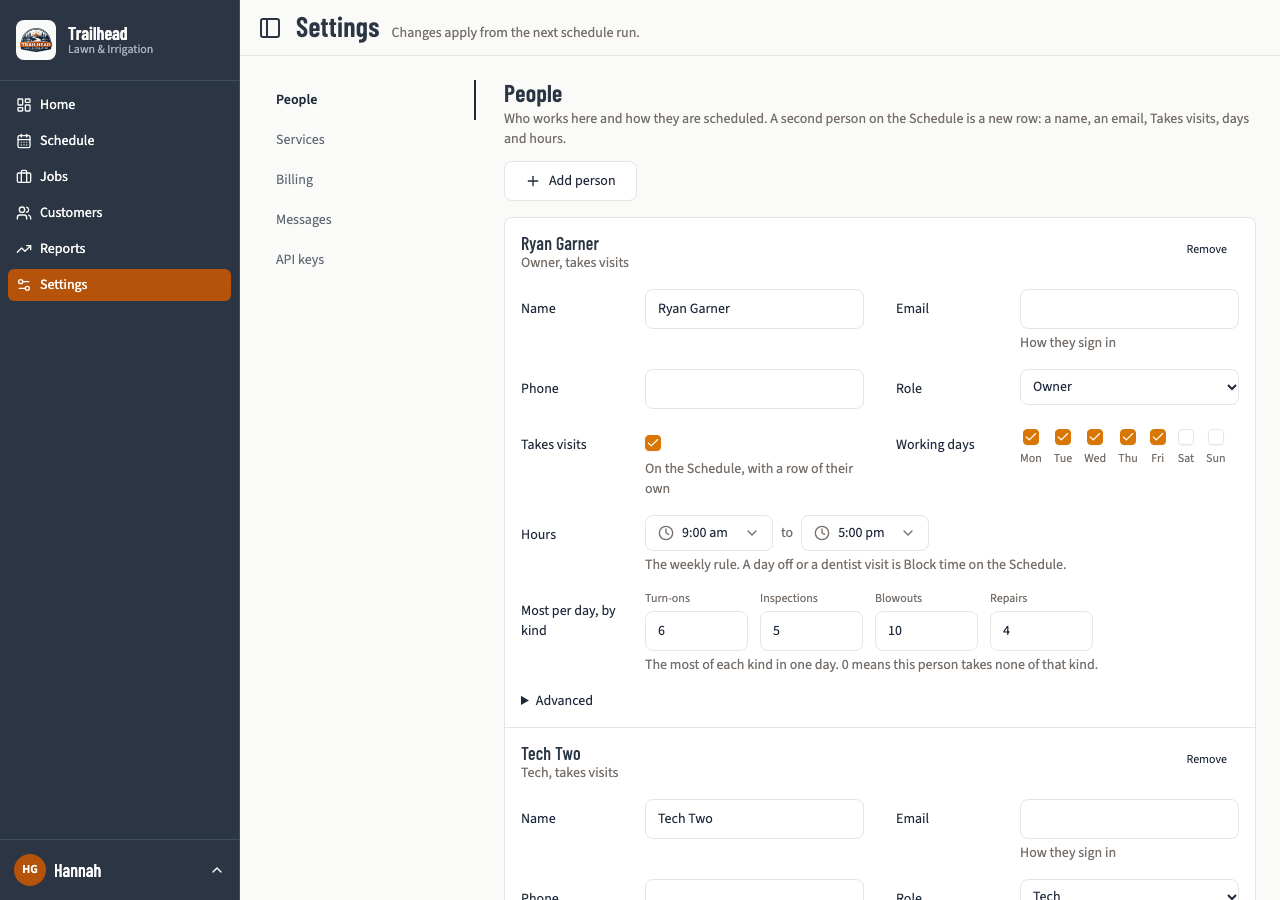 TRAILHEAD
Trailhead
Lawn & Irrigation
Home
Schedule
Jobs
Customers
Reports
Settings
HG
Hannah
Settings
Changes apply from the next schedule run.
People
Services
Billing
Messages
API keys
People
Who works here and how they are scheduled. A second person on the Schedule is a new row: a name, an email, Takes visits, days
and hours.
Add person
Ryan Garner
Owner, takes visits
Remove
Name
Ryan Garner
Email
How they sign in
Phone
Role
Owner
Takes visits
On the Schedule, with a row of their
own
Working days
Mon Tue Wed Thu Fri Sat Sun
Hours
9:00 am to 5:00 pm
The weekly rule. A day off or a dentist visit is Block time on the Schedule.
Most per day, by
kind
Turn-ons Inspections Blowouts Repairs
6 5 10 4
The most of each kind in one day. 0 means this person takes none of that kind.
Advanced
Tech Two
Tech, takes visits
Remove
Name
Tech Two
Email
How they sign in
Phone
Role
Tech